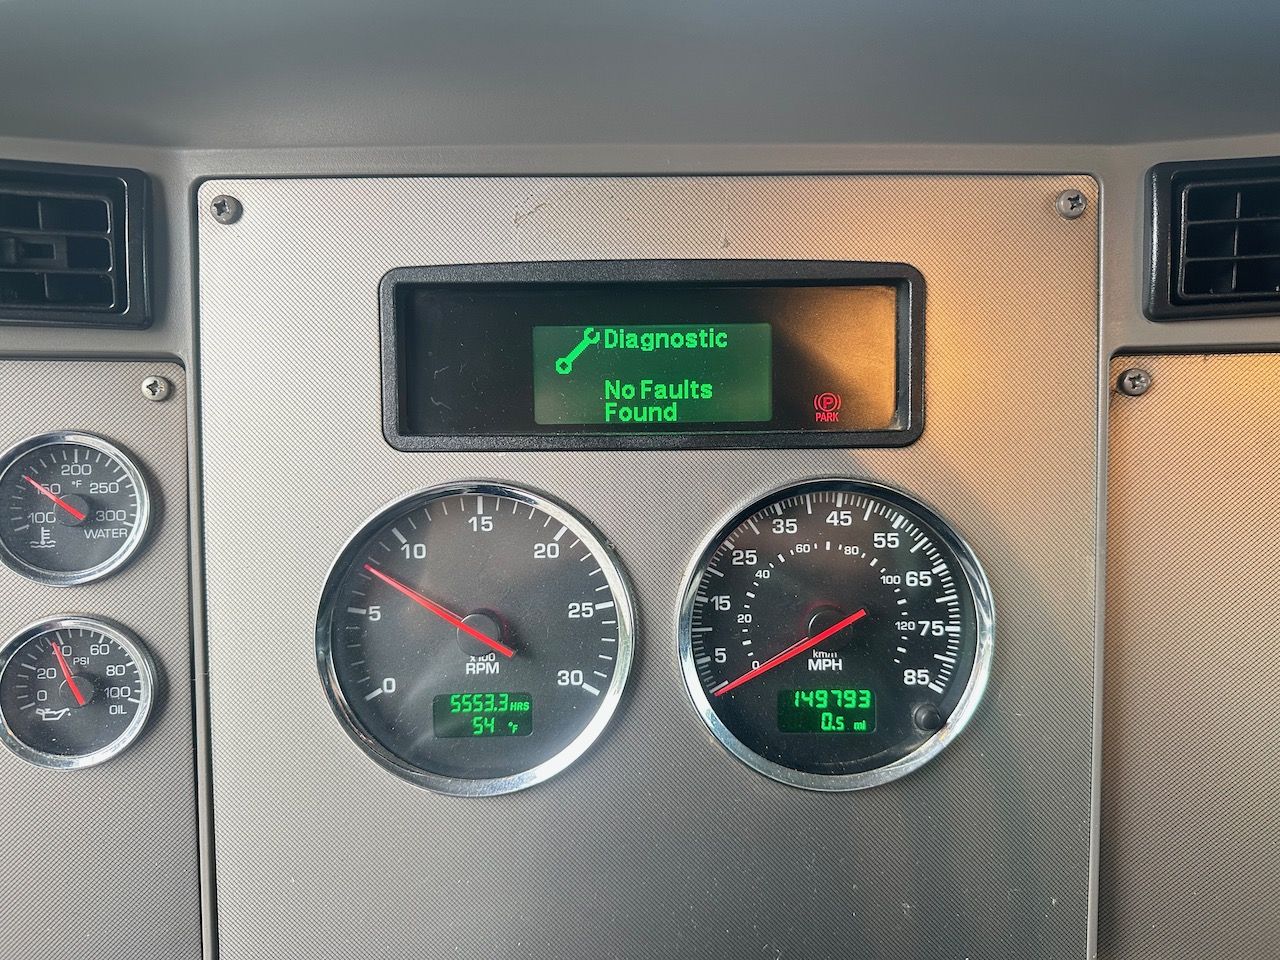 Diagnostic
No Faults
Found
P
PARK
200
150
°F
250
100
300
WATER
40
60
PSI
20
80
0
100
OIL
15
10
20
5
25
0
30
x100
RPM
5553.3 HRS
54 °F
45
35
55
25
65
15
75
5
85
60
80
40
100
20
120
0
km/h
MPH
149793
0.5 mi